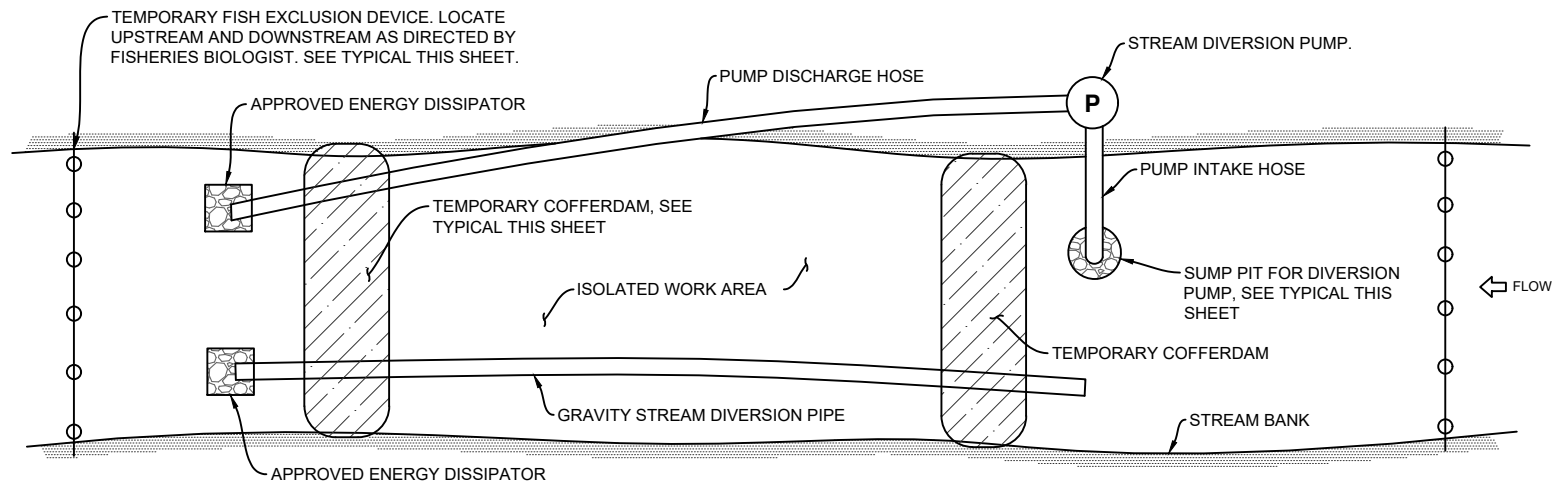 TEMPORARY FISH EXCLUSION DEVICE. LOCATE
UPSTREAM AND DOWNSTREAM AS DIRECTED BY
FISHERIES BIOLOGIST. SEE TYPICAL THIS SHEET.
STREAM DIVERSION PUMP.
PUMP DISCHARGE HOSE
APPROVED ENERGY DISSIPATOR
P
PUMP INTAKE HOSE
TEMPORARY COFFERDAM, SEE
TYPICAL THIS SHEET
ISOLATED WORK AREA
SUMP PIT FOR DIVERSION
PUMP, SEE TYPICAL THIS
SHEET
FLOW
TEMPORARY COFFERDAM
GRAVITY STREAM DIVERSION PIPE
STREAM BANK
APPROVED ENERGY DISSIPATOR